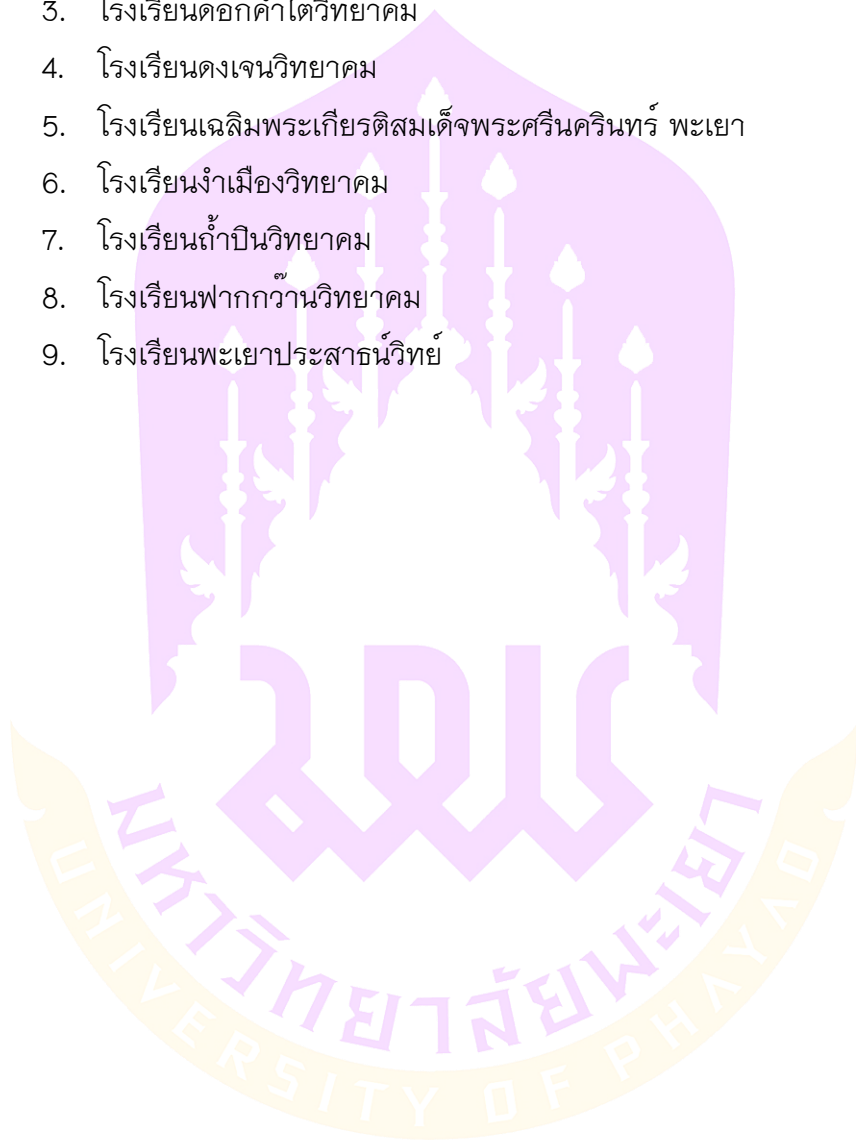 3. โรงเรียนดอกคำใต้วิทยาคม
4. โรงเรียนดงเจนวิทยาคม
5. โรงเรียนเฉลิมพระเกียรติสมเด็จพระศรีนครินทร์ พะเยา
6. โรงเรียนงำเมืองวิทยาคม
7. โรงเรียนถ้ำปินวิทยาคม
8. โรงเรียนฟากกว๊านวิทยาคม
9. โรงเรียนพะเยาประสาธน์วิทย์
มหาวิทยาลัยพะเยา
UNIVERSITY OF PHAYAO